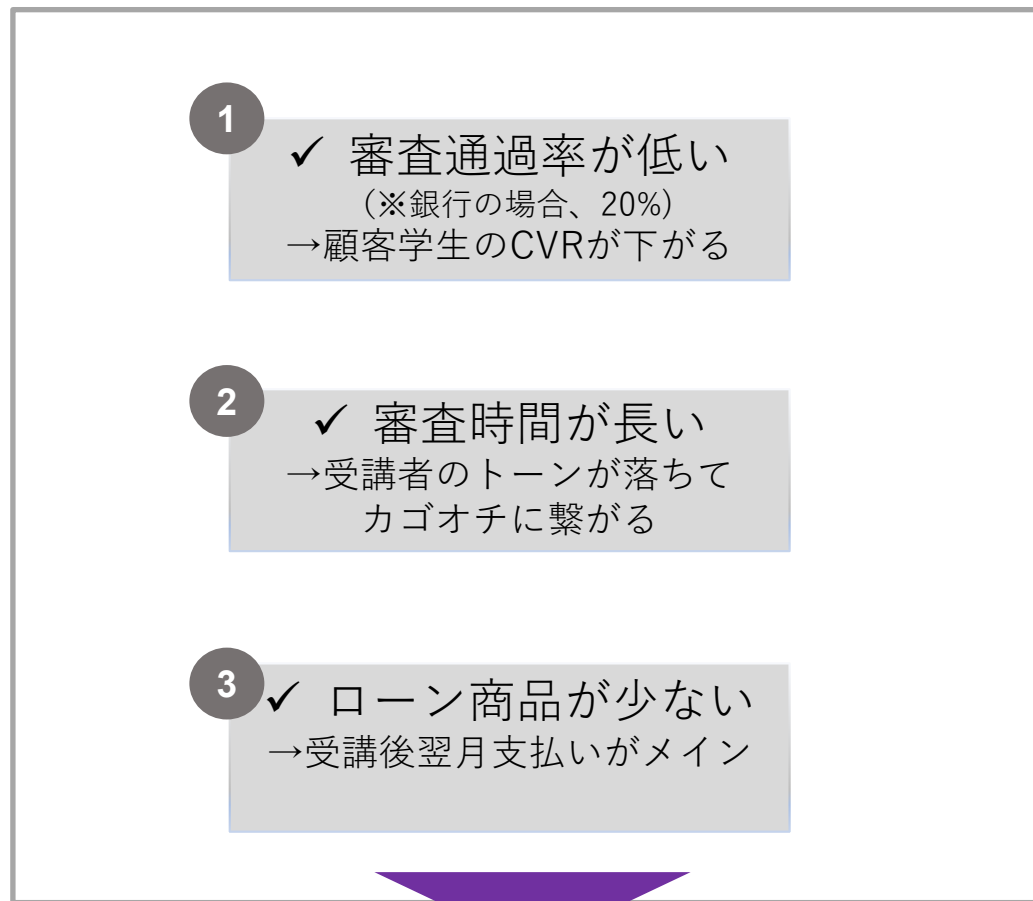 1
✓ 審査通過率が低い
(※銀行の場合、20%)
→顧客学生のCVRが下がる
2
✓ 審査時間が長い
→受講者のトーンが落ちて
カゴオチに繋がる
3
✓ ローン商品が少ない
→受講後翌月支払いがメイン